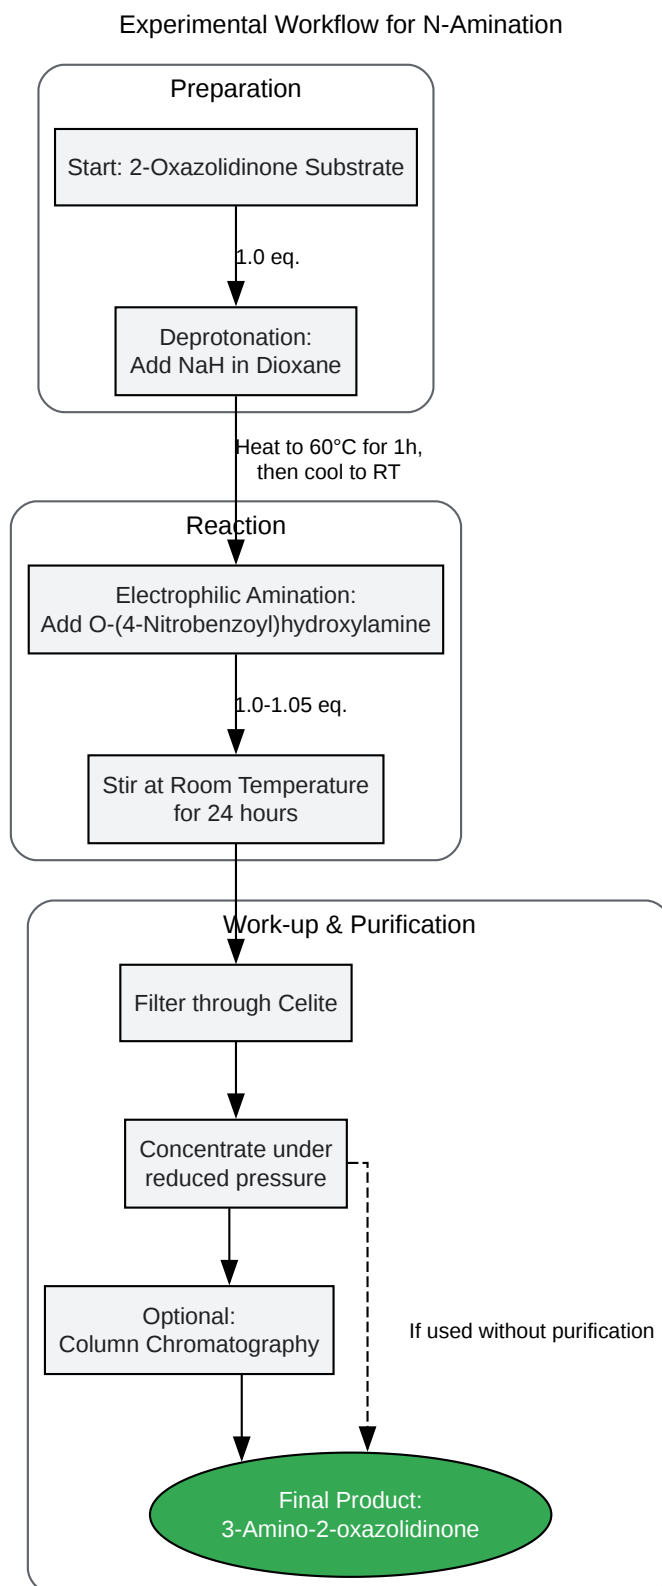 Experimental Workflow for N-Amination
Preparation
Start: 2-Oxazolidinone Substrate
1.0 eq.
Deprotonation:
Add NaH in Dioxane
Heat to 60°C for 1h,
then cool to RT
Reaction
Electrophilic Amination:
Add O-(4-Nitrobenzoyl)hydroxylamine
1.0-1.05 eq.
Stir at Room Temperature
for 24 hours
Work-up & Purification
Filter through Celite
Concentrate under
reduced pressure
Optional:
Column Chromatography
If used without purification
Final Product:
3-Amino-2-oxazolidinone